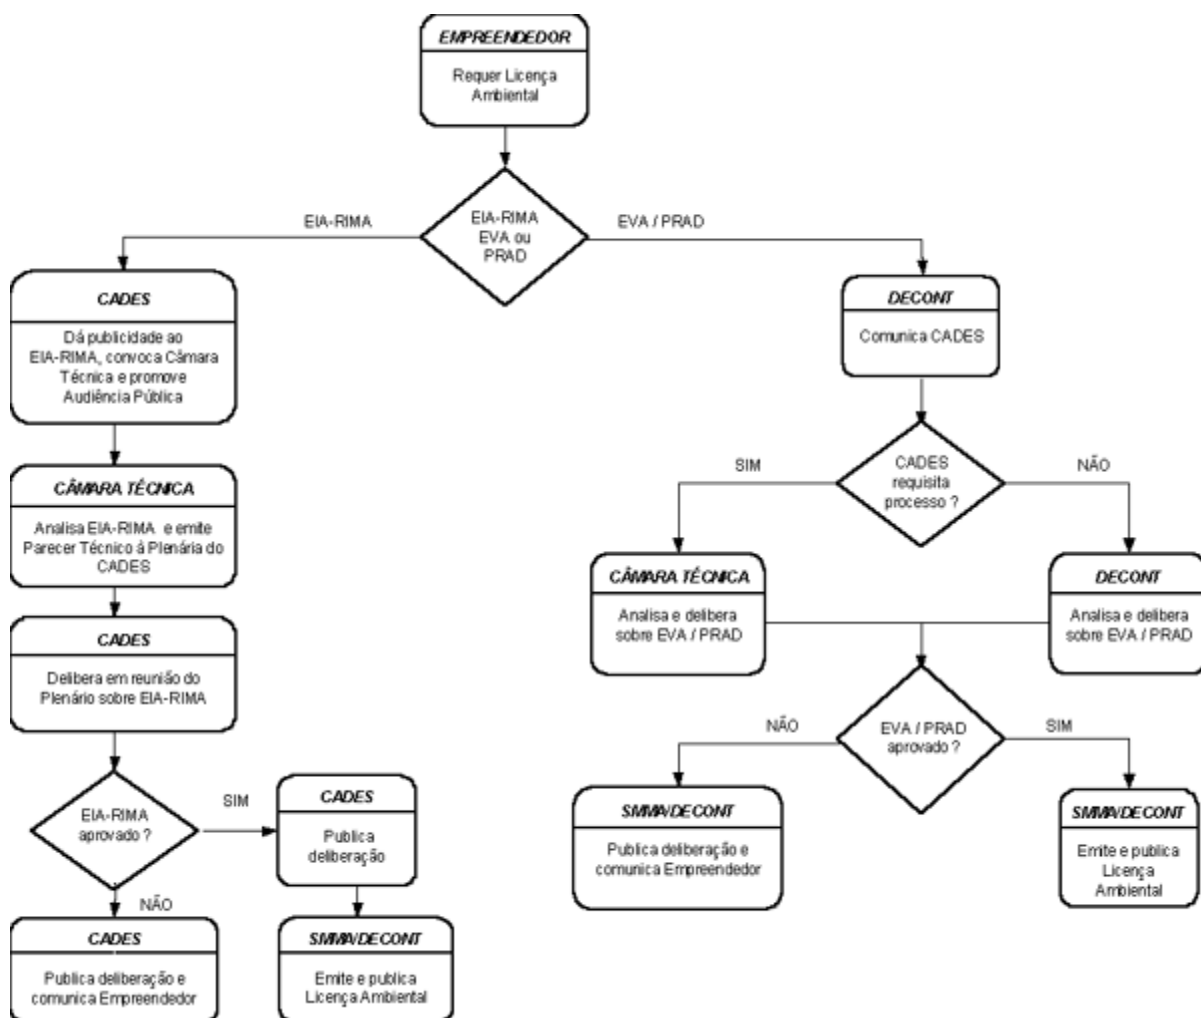 EMPREENDEDOR
Requer Licença
Ambiental
EIA-RIMA
EVA ou
PRAD
EIA-RIMA
EVA / PRAD
CADES
Dá publicidade ao
EIA-RIMA, convoca Câmara
Técnica e promove
Audiência Pública
DECONT
Comunica CADES
CÂMARA TÉCNICA
Analisa EIA-RIMA e emite
Parecer Técnico à Plenária do
CADES
CADES
requisita
processo ?
SIM
NÃO
CÂMARA TÉCNICA
Analisa e delibera
sobre EVA / PRAD
DECONT
Analisa e delibera
sobre EVA / PRAD
CADES
Delibera em reunião do
Plenário sobre EIA-RIMA
EVA / PRAD
aprovado ?
NÃO
SIM
EIA-RIMA
aprovado ?
SIM
NÃO
CADES
Publica
deliberação
SMMA/DECONT
Publica deliberação e
comunica Empreendedor
SMMA/DECONT
Emite e publica
Licença
Ambiental
CADES
Publica deliberação e
comunica Empreendedor
SMMA/DECONT
Emite e publica
Licença Ambiental